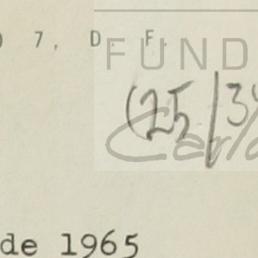 7, D. F.
FUND
(25/3
de 1965